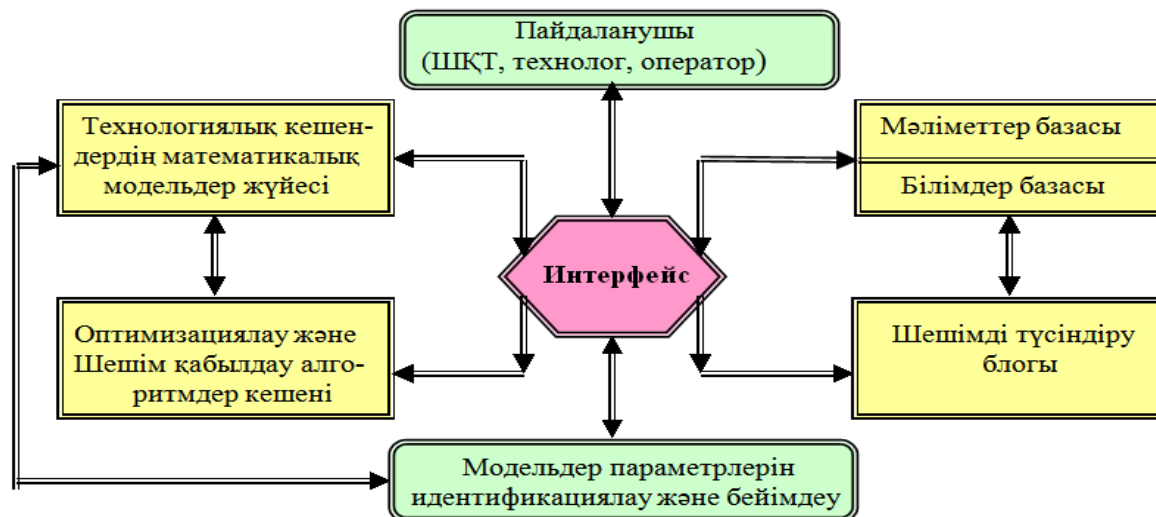 Пайдаланушы
(ШҚТ, технолог, оператор)
Технологиялық кешен-
дердің математикалық
модельдер жүйесі
Мәліметтер базасы
Білімдер базасы
Интерфейс
Оптимизациялау және
Шешім қабылдау алго-
ритмдер кешені
Шешімді түсіндіру
блогы
Модельдер параметрлерін
идентификациялау және бейімдеу